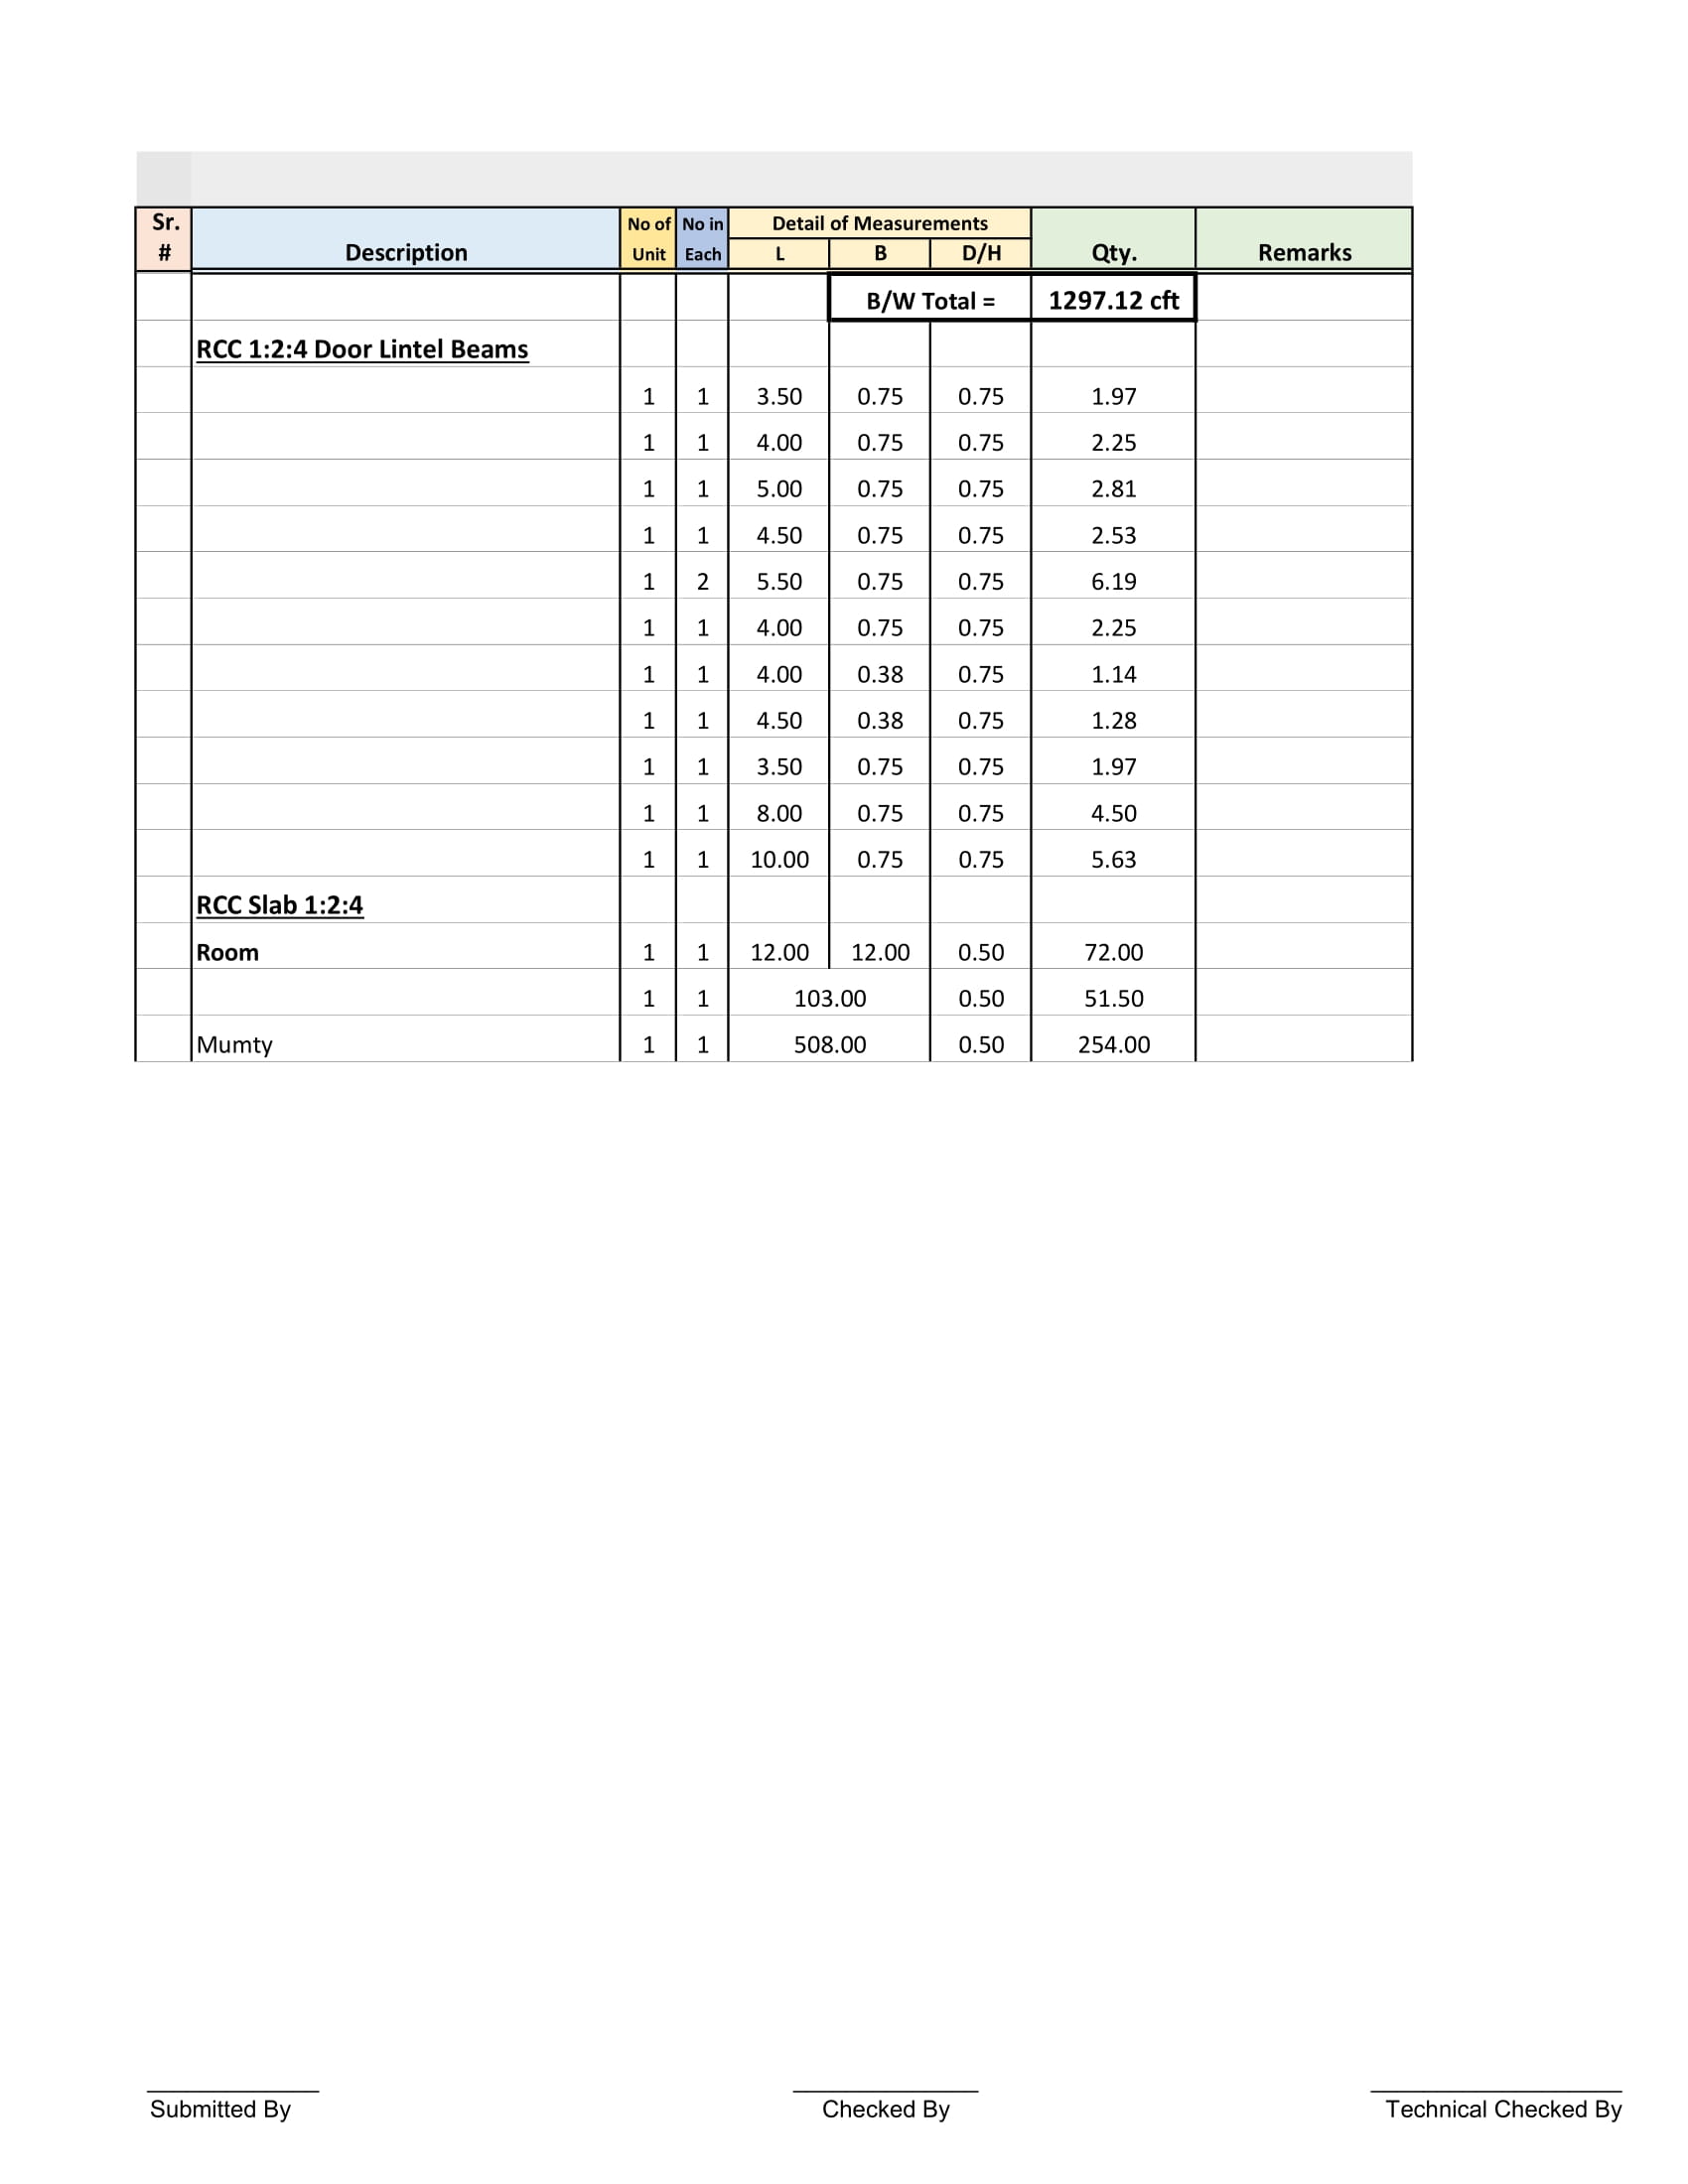 Sr. # Description No of Unit No in Each Detail of Measurements L B D/H Qty. Remarks
B/W Total = 1297.12 cft
RCC 1:2:4 Door Lintel Beams
1 1 3.50 0.75 0.75 1.97
1 1 4.00 0.75 0.75 2.25
1 1 5.00 0.75 0.75 2.81
1 1 4.50 0.75 0.75 2.53
1 2 5.50 0.75 0.75 6.19
1 1 4.00 0.75 0.75 2.25
1 1 4.00 0.38 0.75 1.14
1 1 4.50 0.38 0.75 1.28
1 1 3.50 0.75 0.75 1.97
1 1 8.00 0.75 0.75 4.50
1 1 10.00 0.75 0.75 5.63
RCC Slab 1:2:4
Room 1 1 12.00 12.00 0.50 72.00
1 1 103.00 0.50 51.50
Mumty 1 1 508.00 0.50 254.00
Submitted By Checked By Technical Checked By